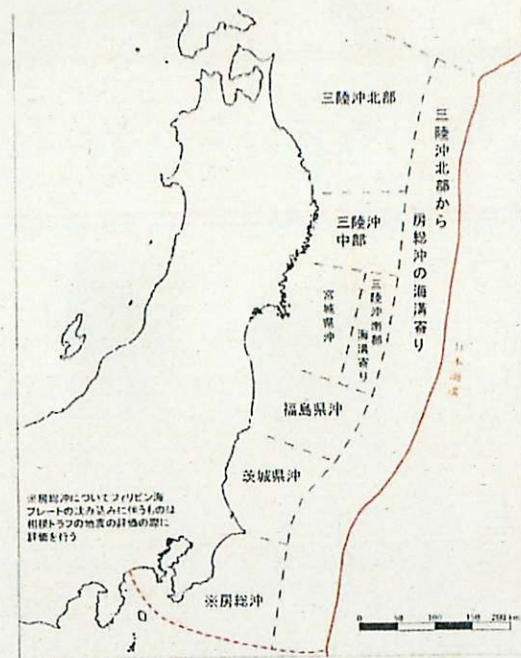 三陸沖北部
三陸沖北部から
房総沖の海溝寄り
三陸沖
中部
三陸沖南部
海溝寄り
宮城県沖
日本海溝
福島県沖
茨城県沖
※房総沖についてフィリピン海
プレートの沈み込みに伴うものは
相模トラフの地震の評価の際に
評価を行う
※房総沖
0 50 100 150 200 km